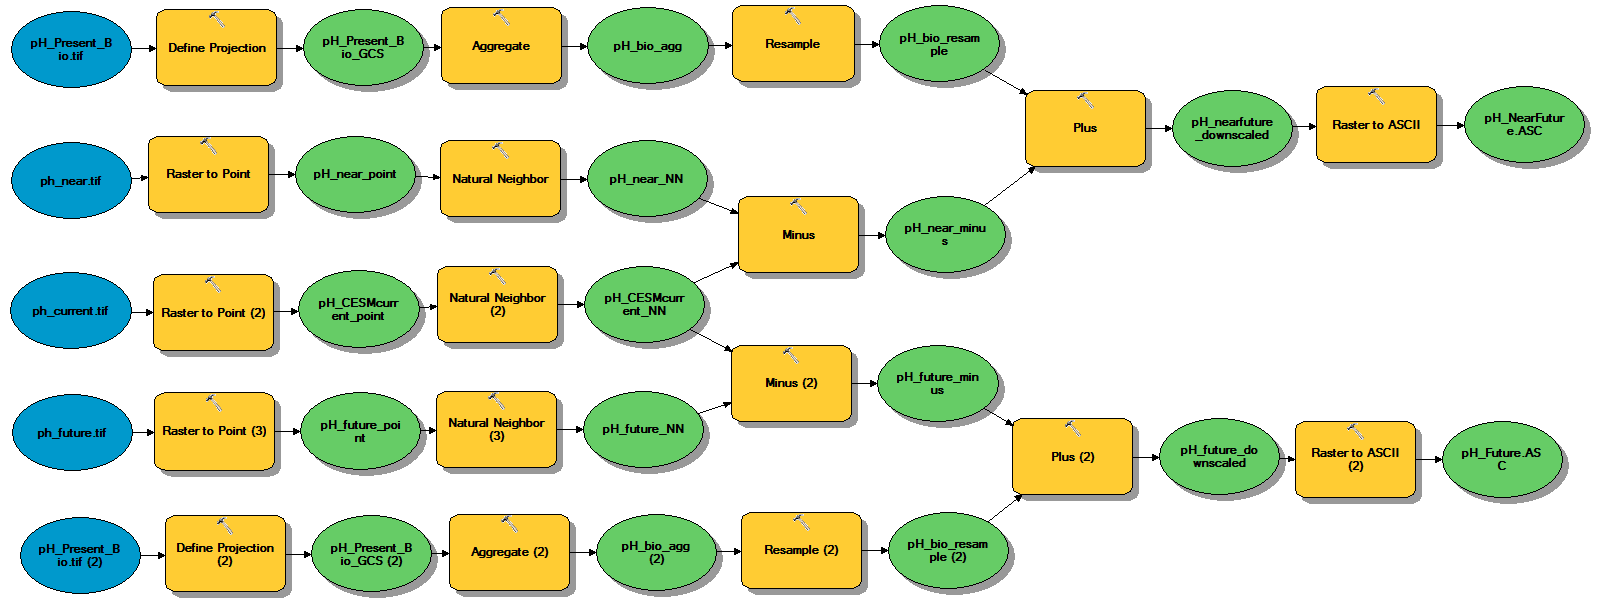 pH_Present_B
io.tif
Define Projection
pH_Present_B
io_GCS
Aggregate
pH_bio_agg
Resample
pH_bio_resam
ple
Plus
pH_nearfuture
_downscaled
Raster to ASCII
pH_NearFutur
e.ASC
ph_near.tif
Raster to Point
pH_near_point
Natural Neighbor
pH_near_NN
Minus
pH_near_minu
s
ph_current.tif
Raster to Point (2)
pH_CESMcurr
ent_point
Natural Neighbor
(2)
pH_CESMcurr
ent_NN
Minus (2)
pH_future_min
us
ph_future.tif
Raster to Point (3)
pH_future_poi
nt
Natural Neighbor
(3)
pH_future_NN
Plus (2)
pH_future_do
wnscaled
Raster to ASCII
(2)
pH_Future.AS
C
pH_Present_B
io.tif (2)
Define Projection
(2)
pH_Present_B
io_GCS (2)
Aggregate (2)
pH_bio_agg
(2)
Resample (2)
pH_bio_resam
ple (2)